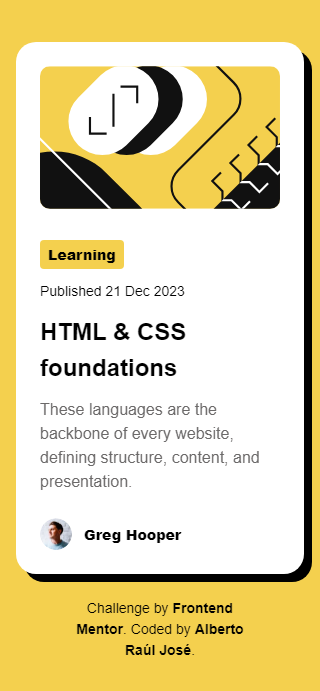 Learning
Published 21 Dec 2023
HTML & CSS
foundations
These languages are the
backbone of every website,
defining structure, content, and
presentation.
Greg Hooper
Challenge by Frontend
Mentor. Coded by Alberto
Raúl José.